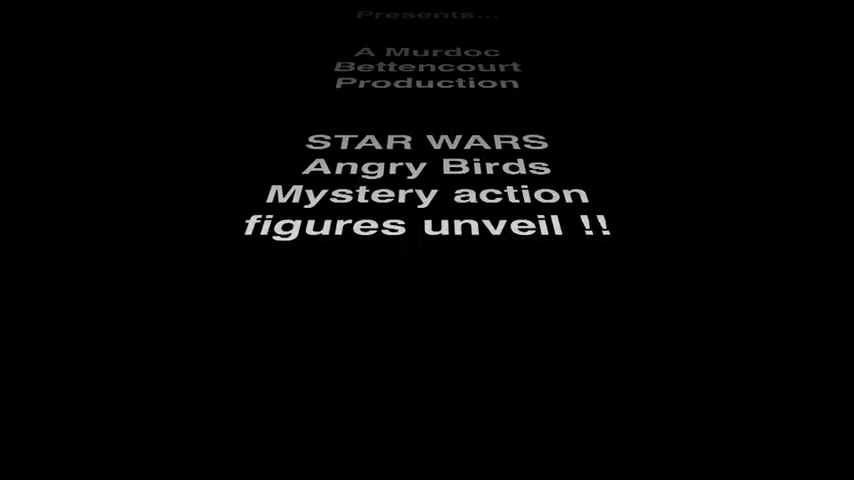 Presents...
A Murdoc
Bettencourt
Production
STAR WARS
Angry Birds
Mystery action
figures unveil !!